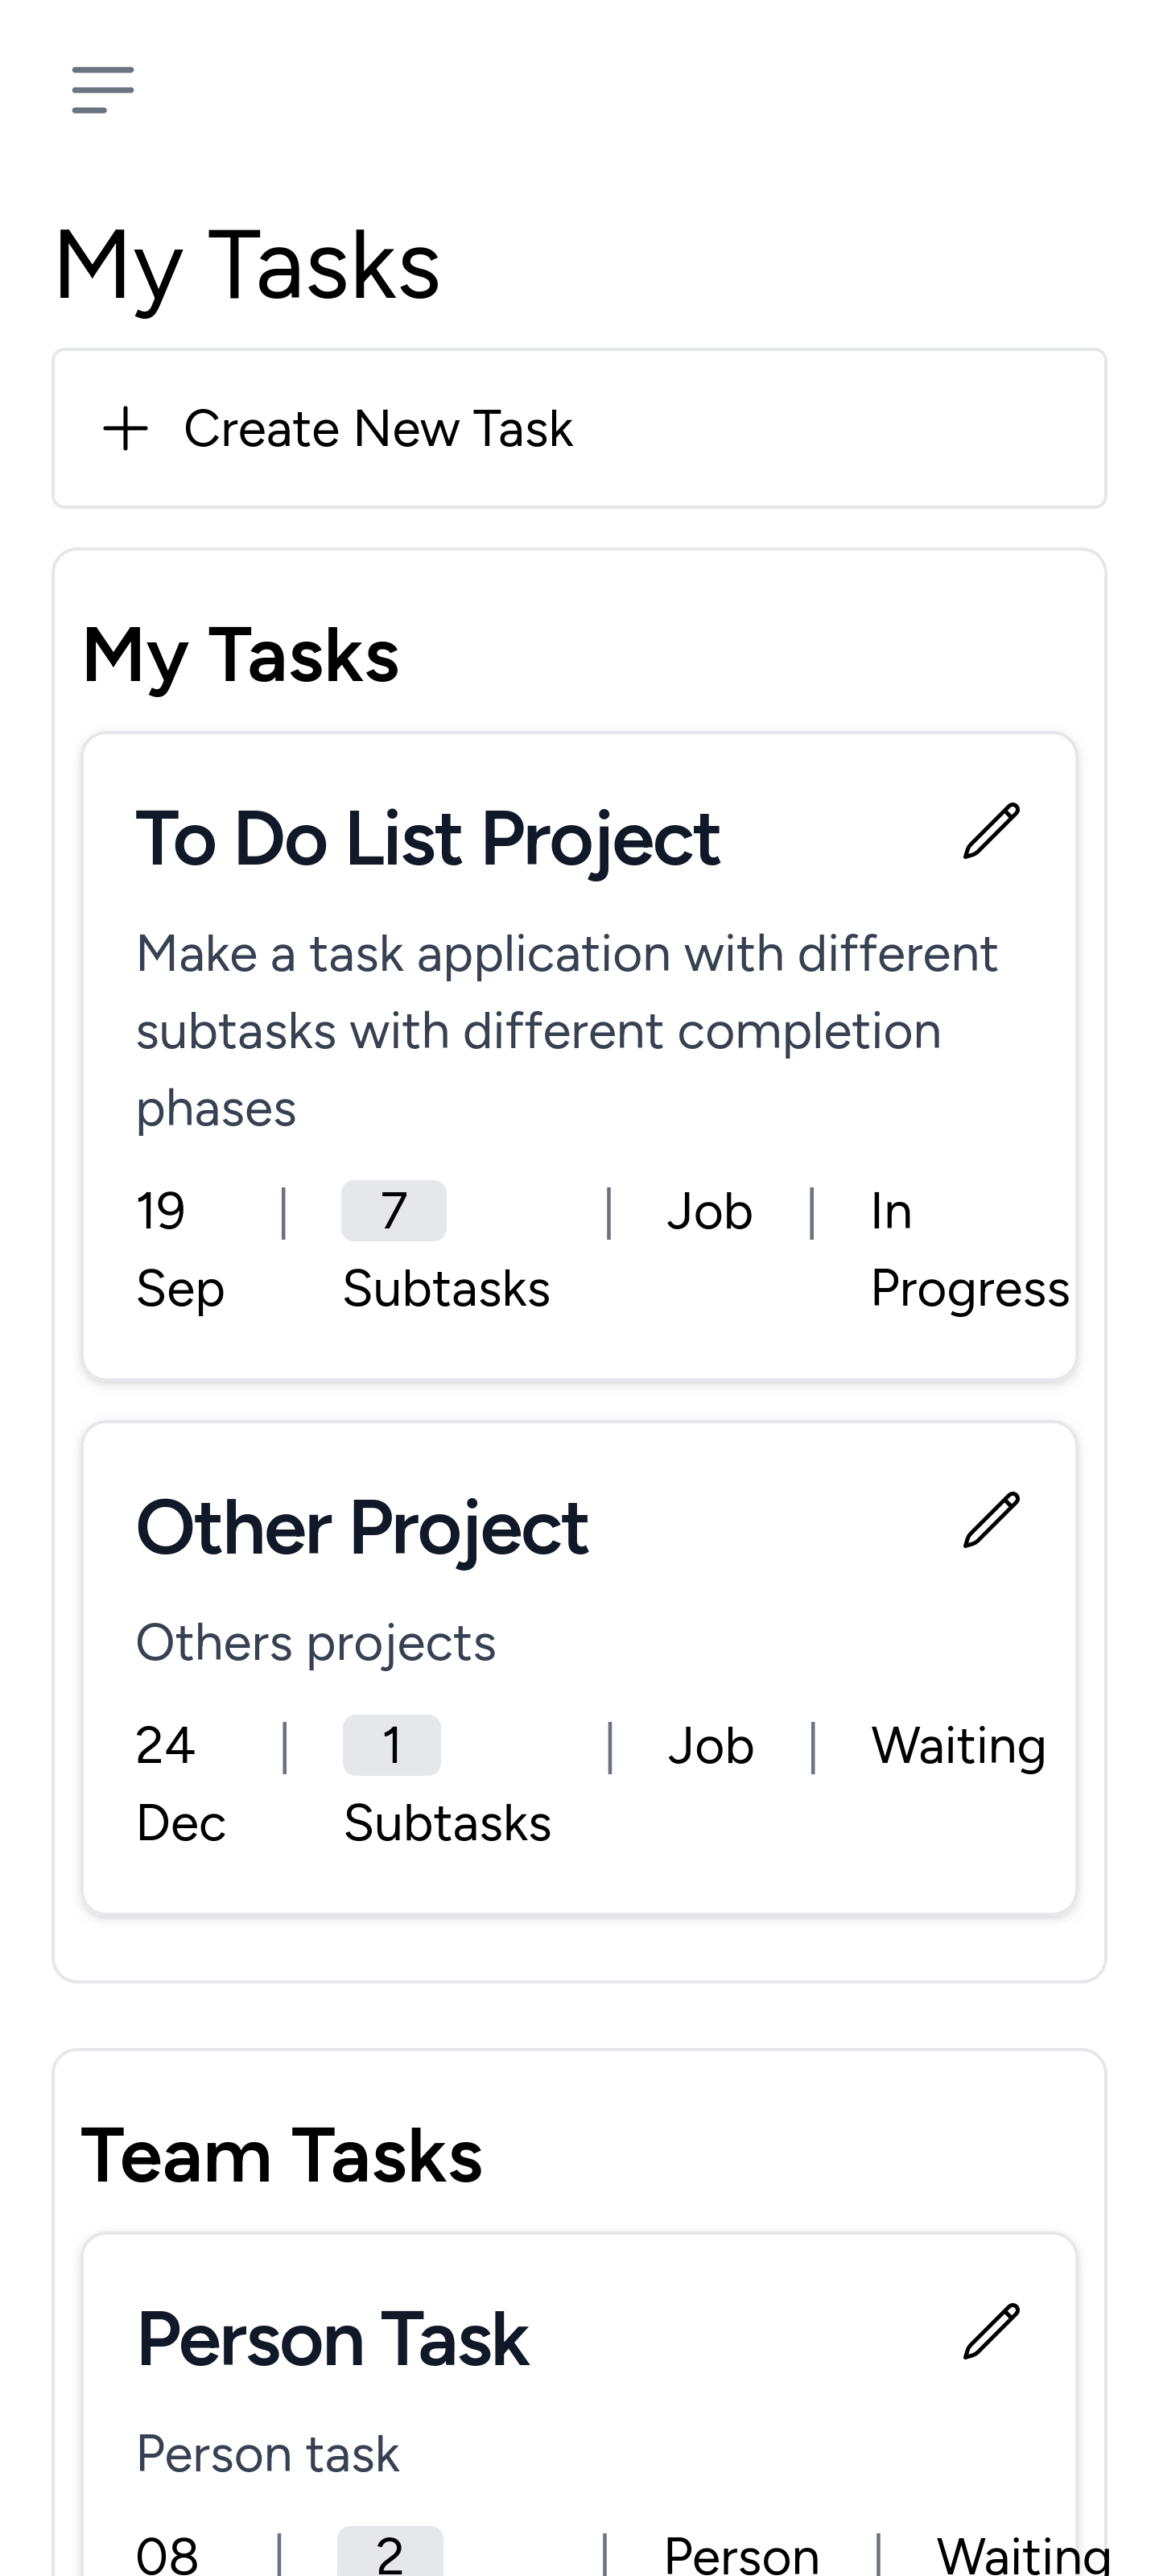 My Tasks
Create New Task
My Tasks
To Do List Project
Make a task application with different
subtasks with different completion
phases
19 | 7 | Job | In
Sep Subtasks Progress
Other Project
Others projects
24 | 1 | Job | Waiting
Dec Subtasks
Team Tasks
Person Task
Person task
08 | 2 | Person | Waiting